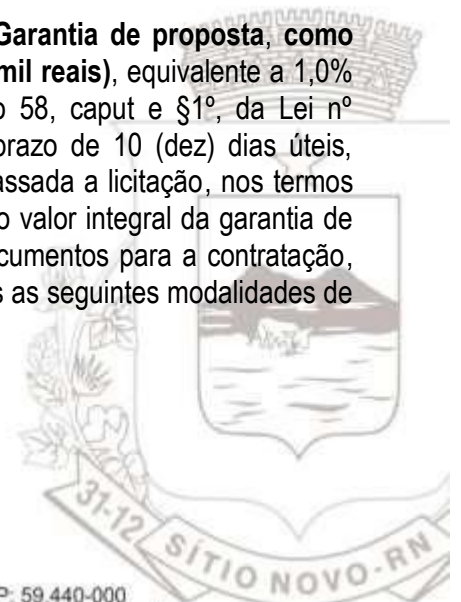 Garantia de proposta, como
mil reais), equivalente a 1,0%
58, caput e §1º, da Lei nº
prazo de 10 (dez) dias úteis,
assada a licitação, nos termos
o valor integral da garantia de
cumentos para a contratação,
s as seguintes modalidades de
31-12 SÍTIO NOVO-RN
P: 59.440-000